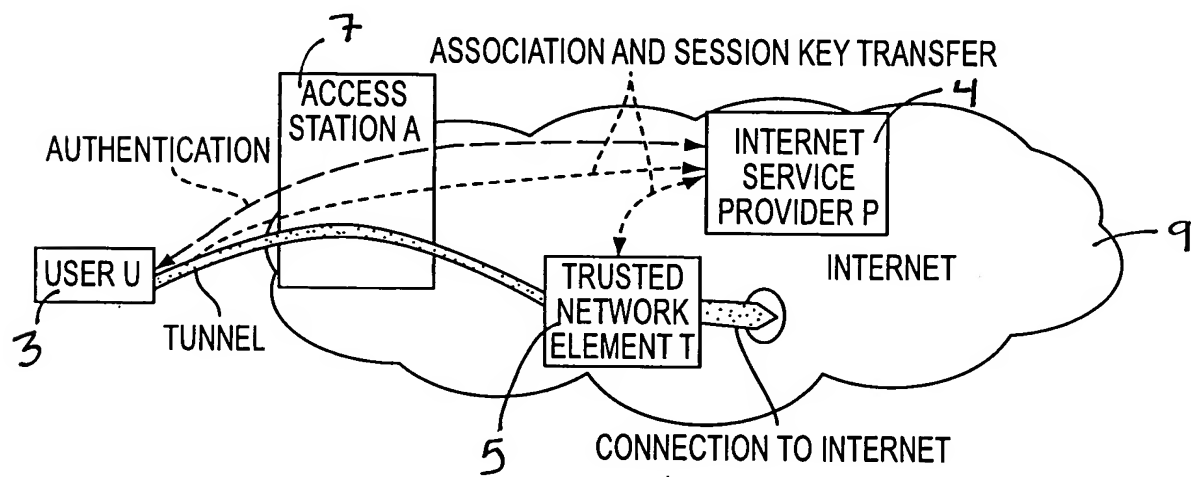 7
ASSOCIATION AND SESSION KEY TRANSFER
ACCESS
STATION A
4
AUTHENTICATION
INTERNET
SERVICE
PROVIDER P
9
USER U
INTERNET
TRUSTED
NETWORK
ELEMENT T
3
TUNNEL
5
CONNECTION TO INTERNET